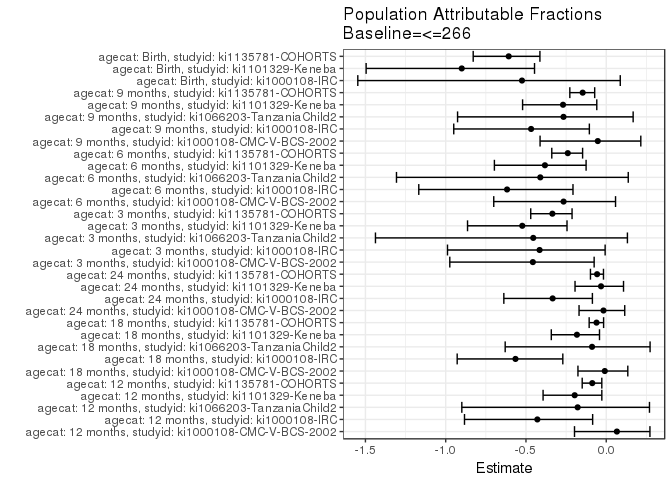 Population Attributable Fractions
Baseline=<=266
agecat: Birth, studyid: ki1135781-COHORTS
agecat: Birth, studyid: ki1101329-Keneba
agecat: Birth, studyid: ki1000108-IRC
agecat: 9 months, studyid: ki1135781-COHORTS
agecat: 9 months, studyid: ki1101329-Keneba
agecat: 9 months, studyid: ki1066203-TanzaniaChild2
agecat: 9 months, studyid: ki1000108-IRC
agecat: 9 months, studyid: ki1000108-CMC-V-BCS-2002
agecat: 6 months, studyid: ki1135781-COHORTS
agecat: 6 months, studyid: ki1101329-Keneba
agecat: 6 months, studyid: ki1066203-TanzaniaChild2
agecat: 6 months, studyid: ki1000108-IRC
agecat: 6 months, studyid: ki1000108-CMC-V-BCS-2002
agecat: 3 months, studyid: ki1135781-COHORTS
agecat: 3 months, studyid: ki1101329-Keneba
agecat: 3 months, studyid: ki1066203-TanzaniaChild2
agecat: 3 months, studyid: ki1000108-IRC
agecat: 3 months, studyid: ki1000108-CMC-V-BCS-2002
agecat: 24 months, studyid: ki1135781-COHORTS
agecat: 24 months, studyid: ki1101329-Keneba
agecat: 24 months, studyid: ki1000108-IRC
agecat: 24 months, studyid: ki1000108-CMC-V-BCS-2002
agecat: 18 months, studyid: ki1135781-COHORTS
agecat: 18 months, studyid: ki1101329-Keneba
agecat: 18 months, studyid: ki1066203-TanzaniaChild2
agecat: 18 months, studyid: ki1000108-IRC
agecat: 18 months, studyid: ki1000108-CMC-V-BCS-2002
agecat: 12 months, studyid: ki1135781-COHORTS
agecat: 12 months, studyid: ki1101329-Keneba
agecat: 12 months, studyid: ki1066203-TanzaniaChild2
agecat: 12 months, studyid: ki1000108-IRC
agecat: 12 months, studyid: ki1000108-CMC-V-BCS-2002
-1.5 -1.0 -0.5 0.0
Estimate